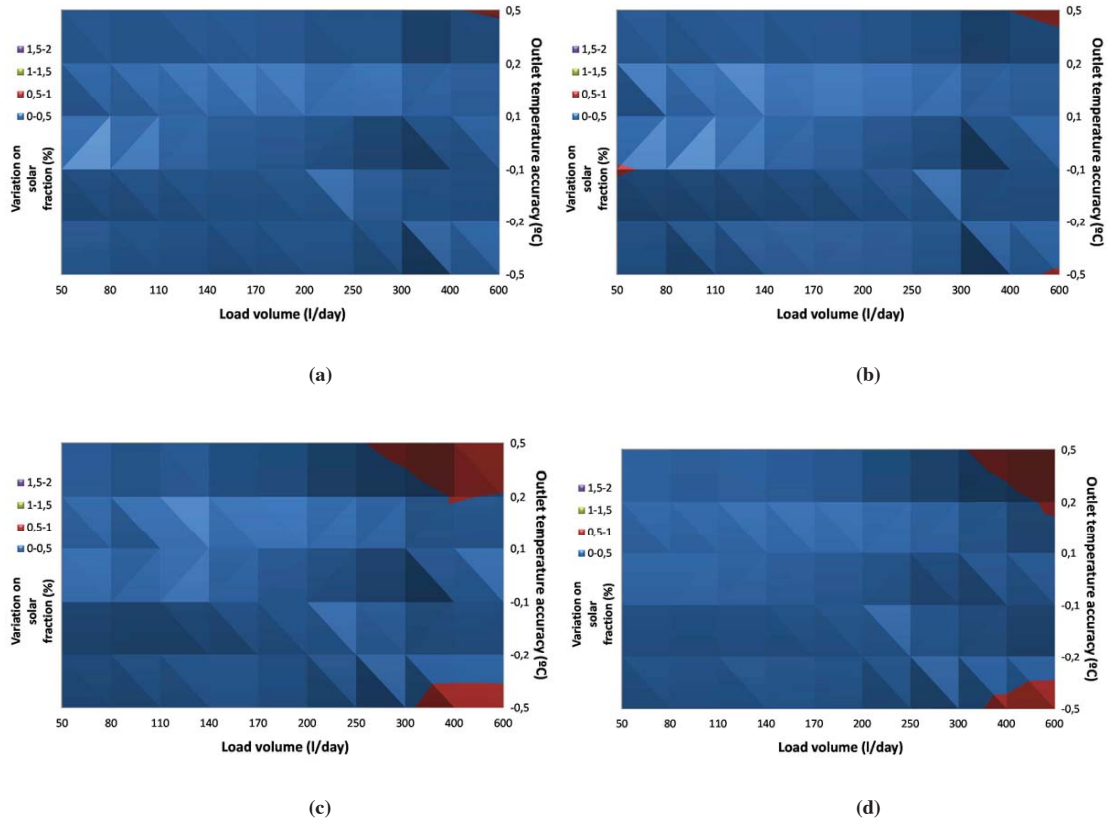 1,5-2
1-1,5
0,5-1
0-0,5
Variation on
solar
fraction (%)
0,5
0,2
0,1
-0,1
-0,2
-0,5
Outlet temperature accuracy (ºC)
50 80 110 140 170 200 250 300 400 600
Load volume (l/day)
(a)
1,5-2
1-1,5
0,5-1
0-0,5
Variation on
solar
fraction (%)
0,5
0,2
0,1
-0,1
-0,2
-0,5
Outlet temperature accuracy (ºC)
50 80 110 140 170 200 250 300 400 600
Load volume (l/day)
(b)
1,5-2
1-1,5
0.5-1
0-0,5
Variation on
solar
fraction (%)
0,5
0,2
0,1
-0,1
-0,2
-0,5
Outlet temperature accuracy (ºC)
50 80 110 140 170 200 250 300 400 600
Load volume (l/day)
(c)
1,5-2
1-1,5
0,5-1
0-0,5
Variation on
solar
fraction (%)
0,5
0,2
0,1
-0,1
-0,2
-0,5
Outlet temperature accuracy (ºC)
50 80 110 140 170 200 250 300 400 600
Load volume (l/day)
(d)